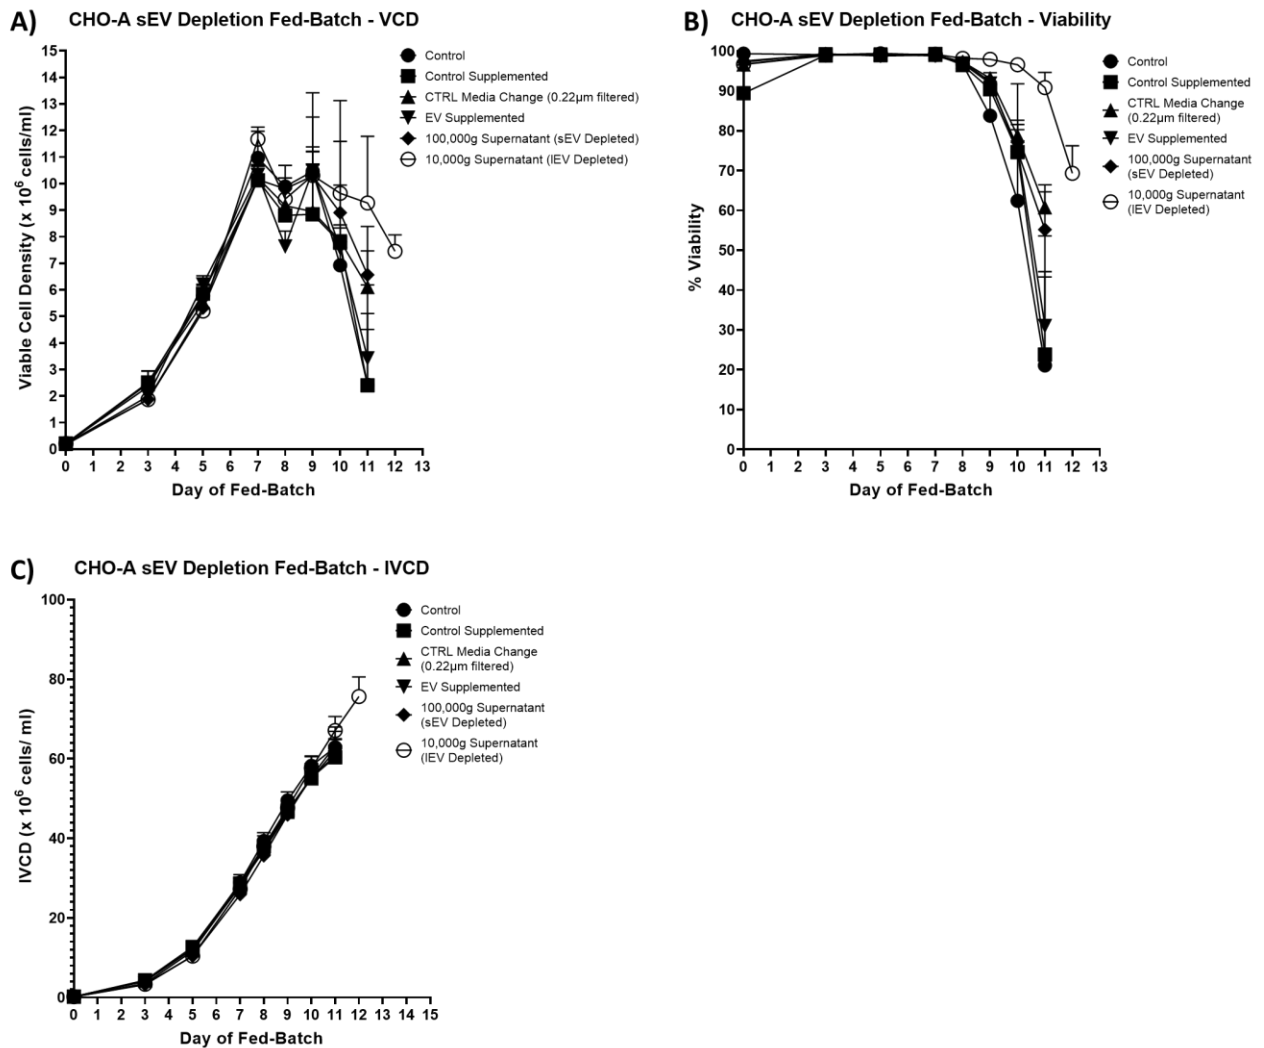 A)
CHO-A sEV Depletion Fed-Batch - VCD
15
14
13
12
11
10
9
8
7
6
5
4
3
2
1
0
Viable Cell Density (x 10⁶ cells/ml)
0 1 2 3 4 5 6 7 8 9 10 11 12 13
Day of Fed-Batch
Control
Control Supplemented
CTRL Media Change (0.22µm filtered)
EV Supplemented
100,000g Supernatant (sEV Depleted)
10,000g Supernatant (lEV Depleted)
B)
CHO-A sEV Depletion Fed-Batch - Viability
100
90
80
70
60
50
40
30
20
10
0
% Viability
0 1 2 3 4 5 6 7 8 9 10 11 12 13
Day of Fed-Batch
Control
Control Supplemented
CTRL Media Change
(0.22µm filtered)
EV Supplemented
100,000g Supernatant
(sEV Depleted)
10,000g Supernatant
(lEV Depleted)
C)
CHO-A sEV Depletion Fed-Batch - IVCD
100
80
60
40
20
0
IVCD (x 10⁶ cells/ ml)
0 1 2 3 4 5 6 7 8 9 10 11 12 13 14 15
Day of Fed-Batch
Control
Control Supplemented
CTRL Media Change
(0.22µm filtered)
EV Supplemented
100,000g Supernatant
(sEV Depleted)
10,000g Supernatant
(lEV Depleted)